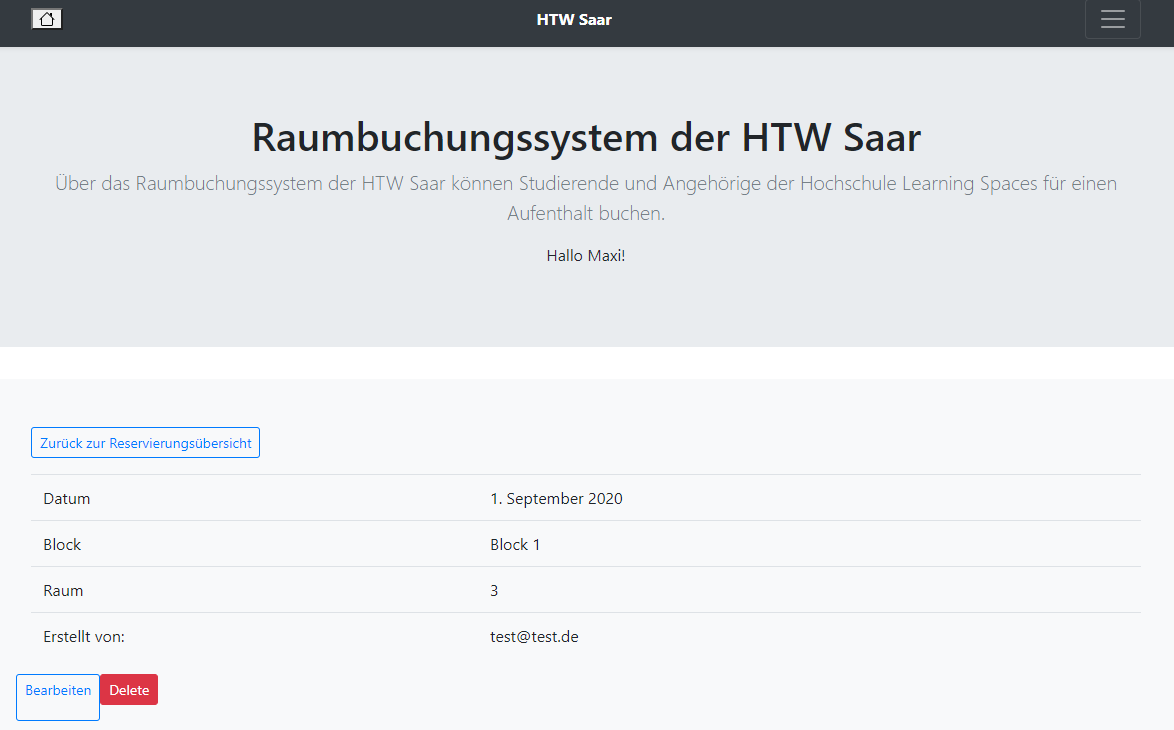 HTW Saar
Raumbuchungssystem der HTW Saar
Über das Raumbuchungssystem der HTW Saar können Studierende und Angehörige der Hochschule Learning Spaces für einen
Aufenthalt buchen.
Hallo Maxi!
Zurück zur Reservierungsübersicht
Datum 1. September 2020
Block Block 1
Raum 3
Erstellt von: test@test.de
Bearbeiten Delete